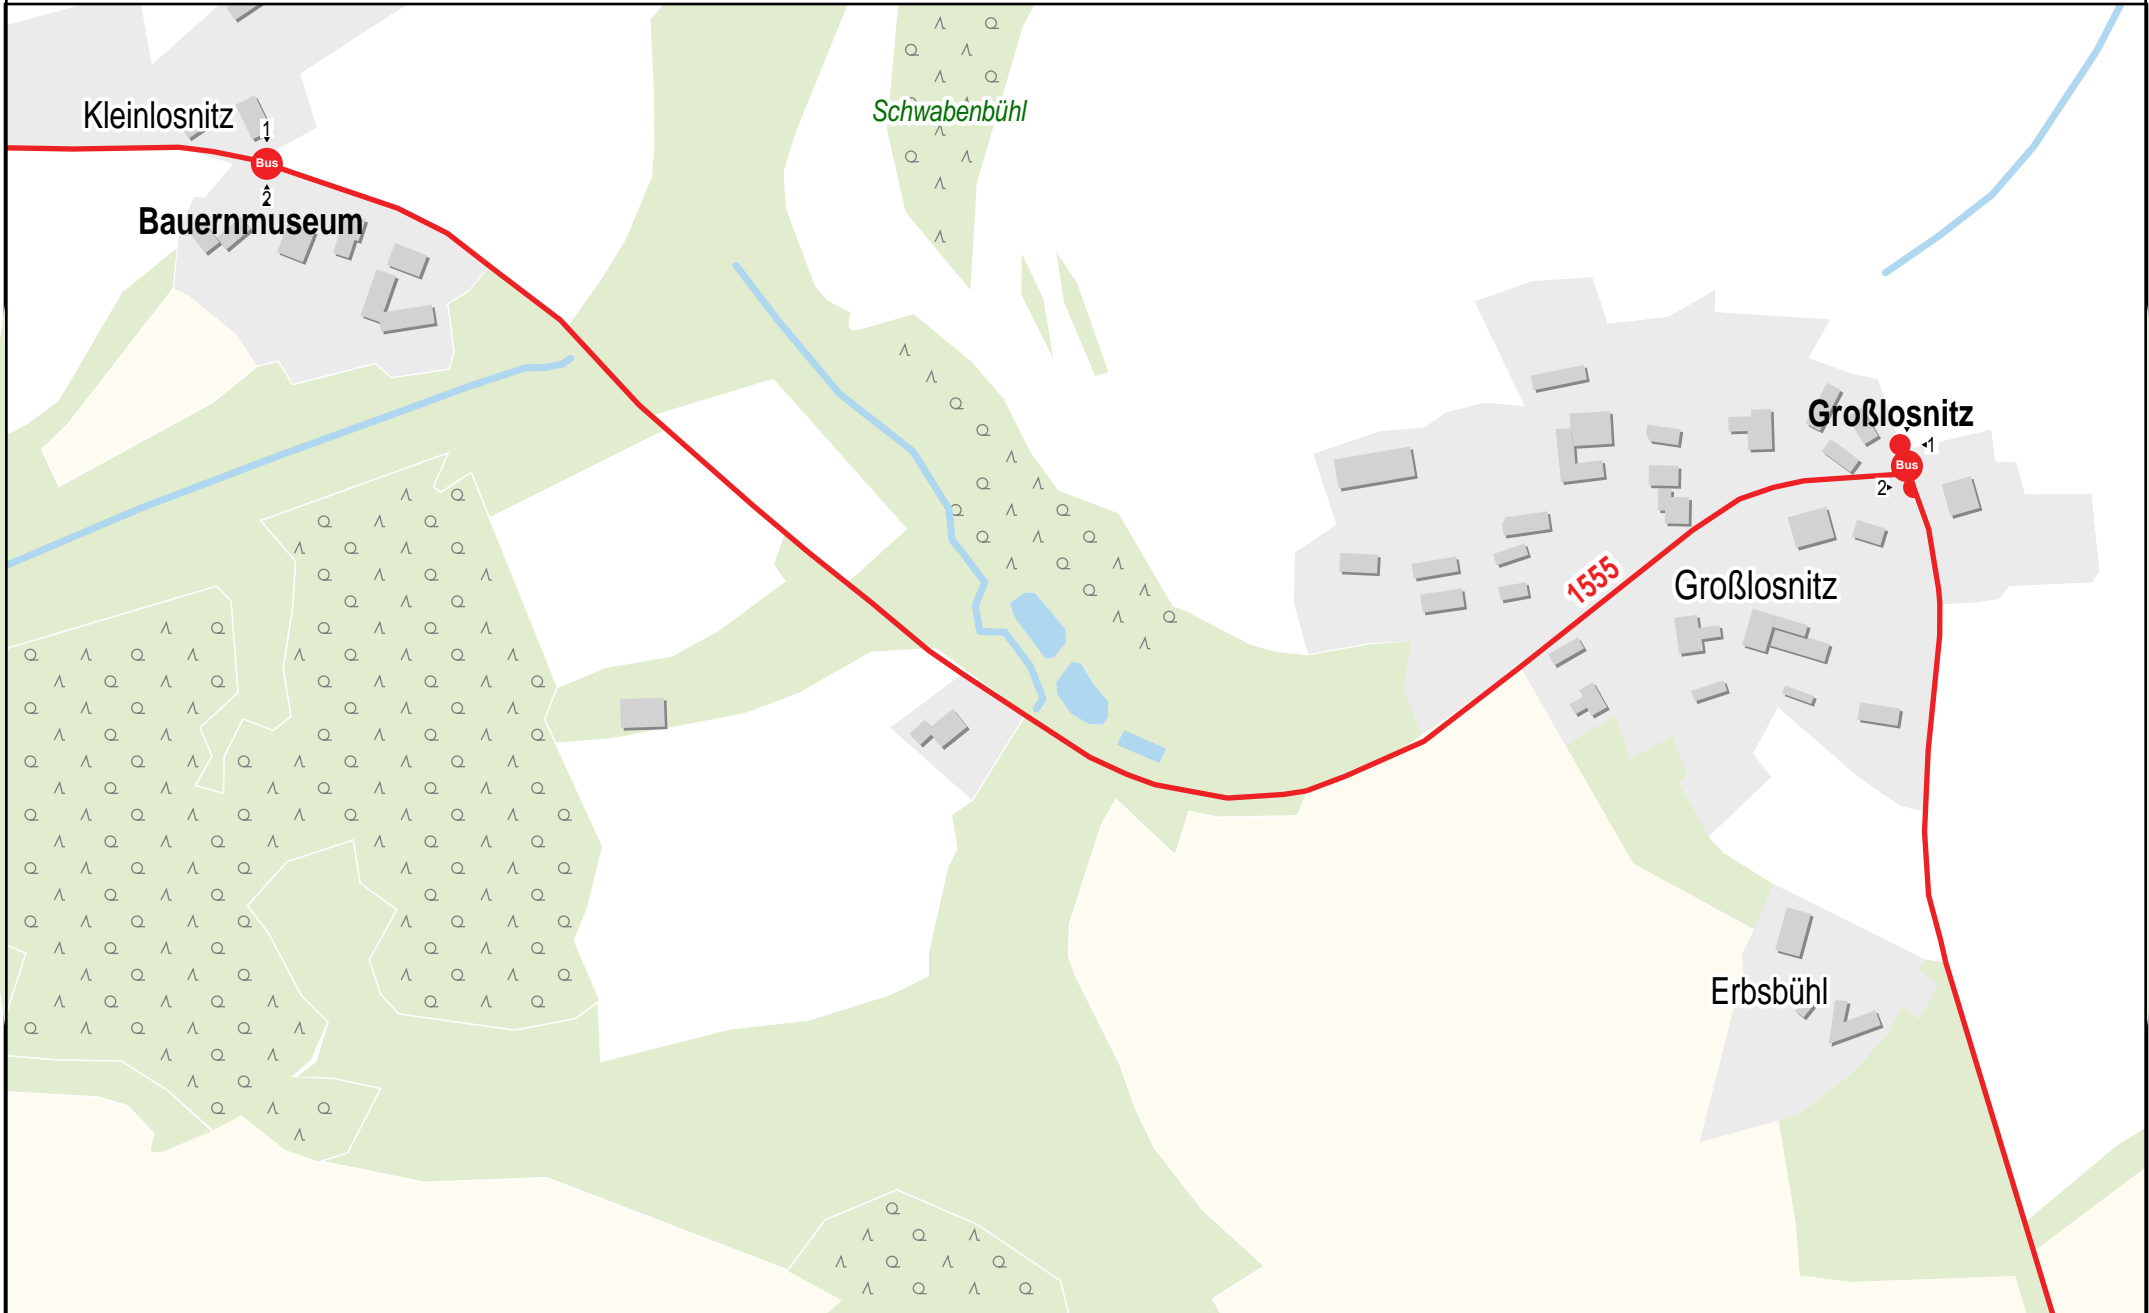 Schwabenbühl
Kleinlosnitz
1
Bus
2
Bauernmuseum
Großlosnitz
1
Bus
2
1555
Großlosnitz
Erbsbühl